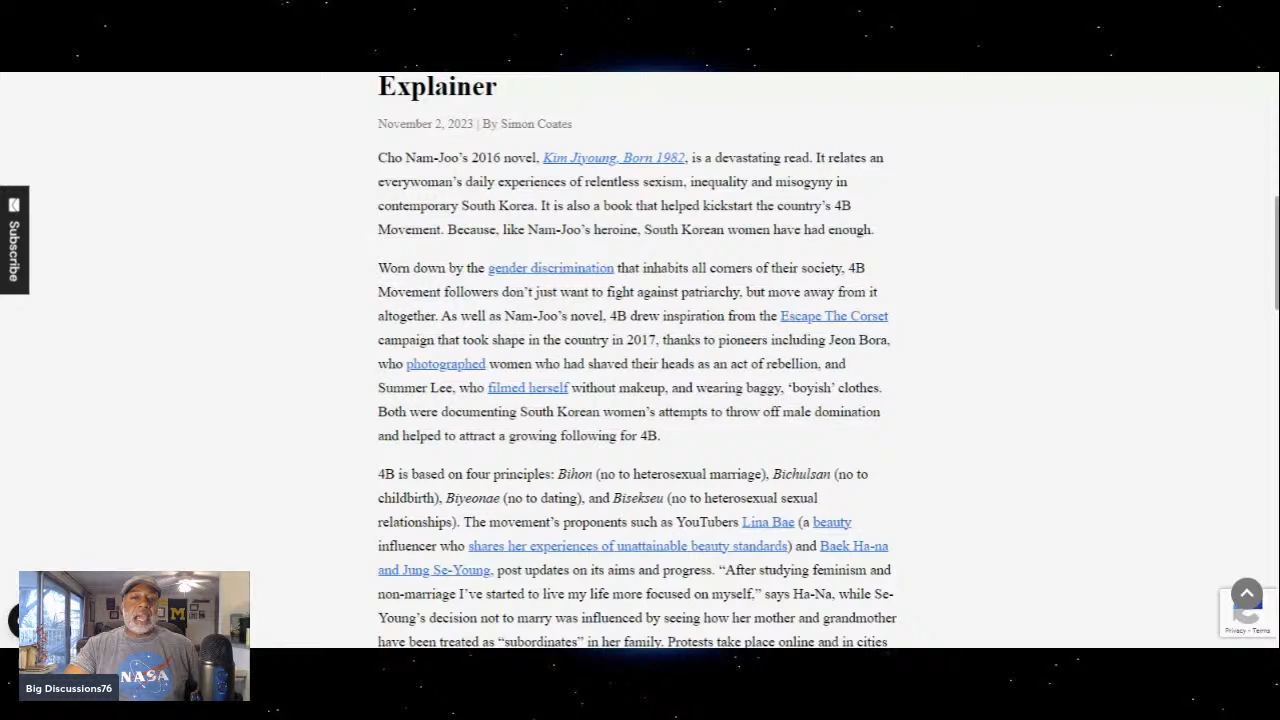 Explainer
November 2, 2023 | By Simon Coates
Cho Nam-Joo’s 2016 novel, Kim Jiyoung, Born 1982, is a devastating read. It relates an
everywoman’s daily experiences of relentless sexism, inequality and misogyny in
contemporary South Korea. It is also a book that helped kickstart the country’s 4B
Movement. Because, like Nam-Joo’s heroine, South Korean women have had enough.
Worn down by the gender discrimination that inhabits all corners of their society, 4B
Movement followers don’t just want to fight against patriarchy, but move away from it
altogether. As well as Nam-Joo’s novel, 4B drew inspiration from the Escape The Corset
campaign that took shape in the country in 2017, thanks to pioneers including Jeon Bora,
who photographed women who had shaved their heads as an act of rebellion, and
Summer Lee, who filmed herself without makeup, and wearing baggy, ‘boyish’ clothes.
Both were documenting South Korean women’s attempts to throw off male domination
and helped to attract a growing following for 4B.
4B is based on four principles: Bihon (no to heterosexual marriage), Bichulsan (no to
childbirth), Biyeonae (no to dating), and Bisekseu (no to heterosexual sexual
relationships). The movement’s proponents such as YouTubers Lina Bae (a beauty
influencer who shares her experiences of unattainable beauty standards) and Baek Ha-na
and Jung Se-Young, post updates on its aims and progress. “After studying feminism and
non-marriage I’ve started to live my life more focused on myself,” says Ha-Na, while Se-
Young’s decision not to marry was influenced by seeing how her mother and grandmother
have been treated as “subordinates” in her family. Protests take place online and in cities
Subscribe
Privacy - Terms
M
NASA
Big Discussions76